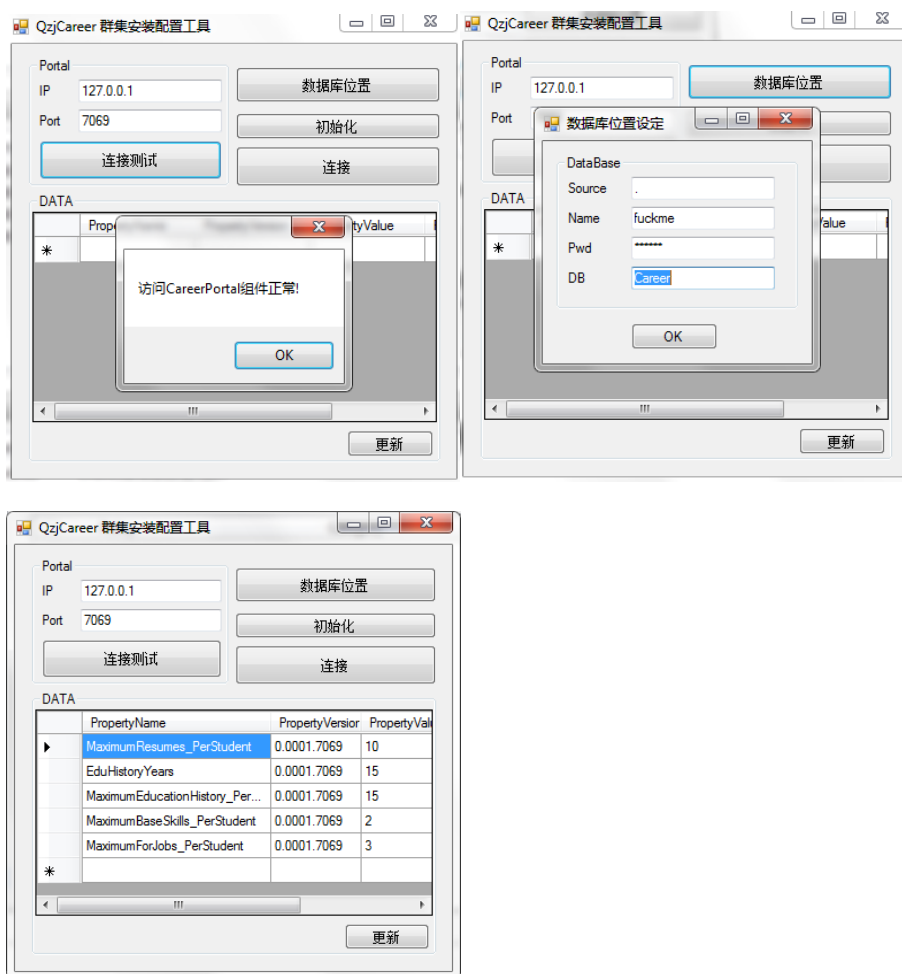 QzjCareer 群集安装配置工具
Portal
IP 127.0.0.1
数据库位置
Port 7069
初始化
连接测试
连接
DATA
tyValue
访问CareerPortal组件正常!
OK
更新
QzjCareer 群集安装配置工具
Portal
IP 127.0.0.1
数据库位置
Port
数据库位置设定
DataBase
Source .
Name fuckme
Pwd ******
DB Career
OK
DATA
更新
QzjCareer 群集安装配置工具
Portal
IP 127.0.0.1
数据库位置
Port 7069
初始化
连接测试
连接
DATA
PropertyName PropertyVersior PropertyVal
MaximumResumes_PerStudent 0.0001.7069 10
EduHistoryYears 0.0001.7069 15
MaximumEducationHistory_Per... 0.0001.7069 15
MaximumBaseSkills_PerStudent 0.0001.7069 2
MaximumForJobs_PerStudent 0.0001.7069 3
更新